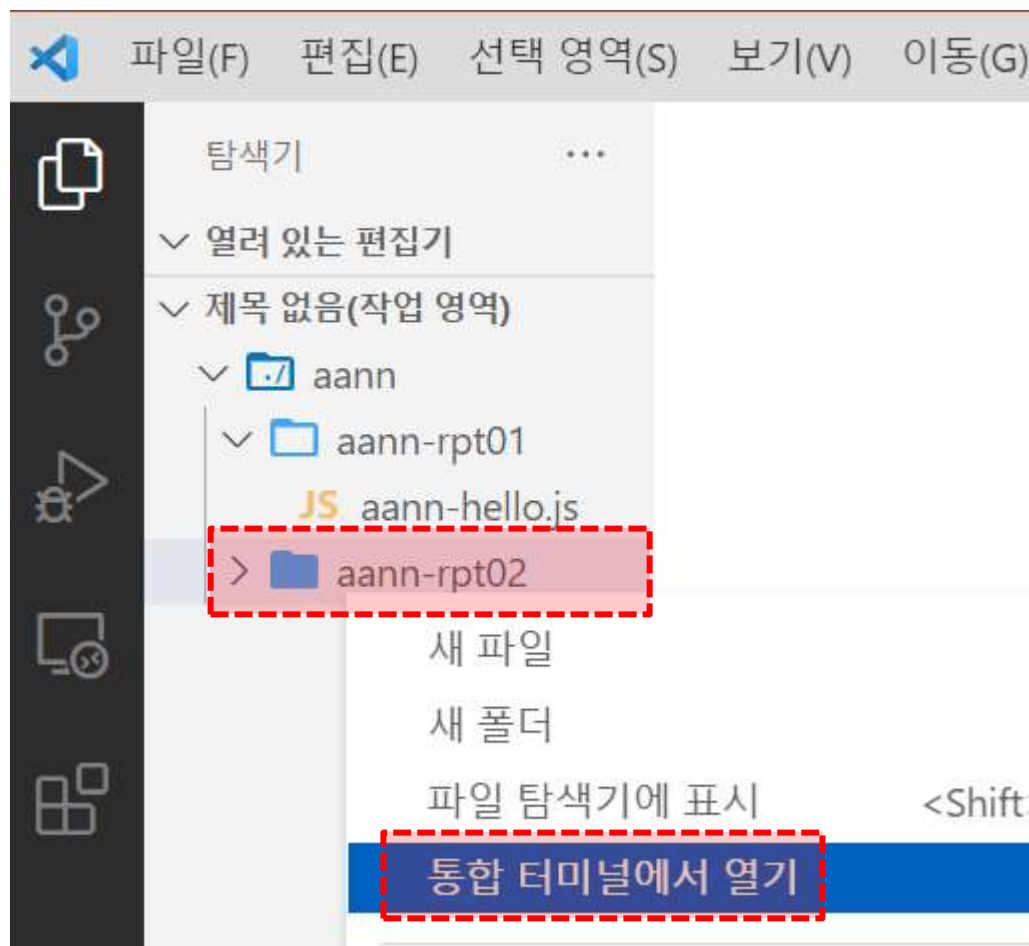 파일(F) 편집(E) 선택 영역(S) 보기(V) 이동(G)
탐색기 ···
열려 있는 편집기
제목 없음(작업 영역)
aann
aann-rpt01
JS aann-hello.js
aann-rpt02
새 파일
새 폴더
파일 탐색기에 표시 <Shift
통합 터미널에서 열기